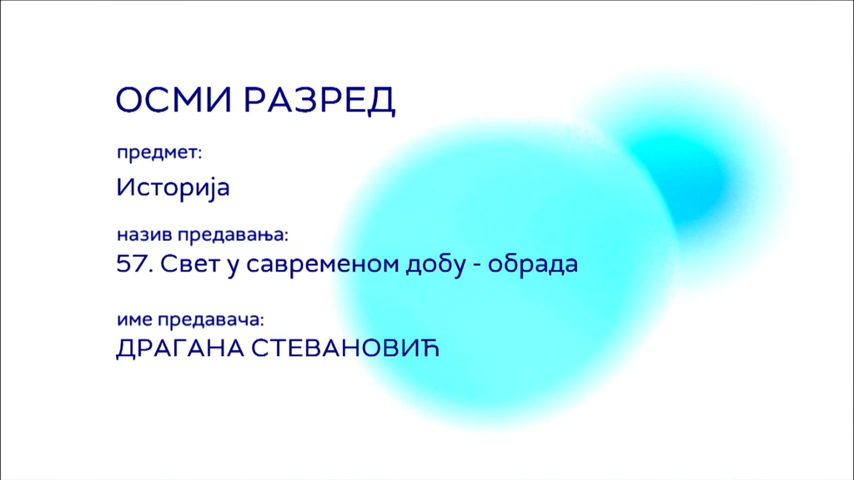 ОСМИ РАЗРЕД
предмет:
Историја
назив предавања:
57. Свет у савременом добу - обрада
име предавача:
ДРАГАНА СТЕВАНОВИЋ